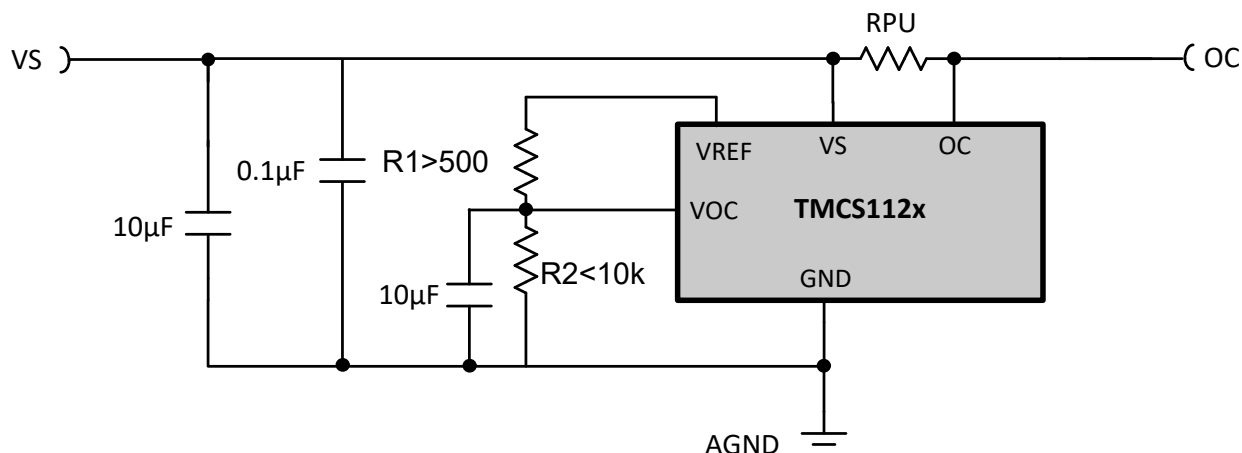 RPU
VS
OC
VREF
VS
OC
0.1µF
R1>500
VOC
TMCS112x
10µF
R2<10k
10µF
GND
AGND